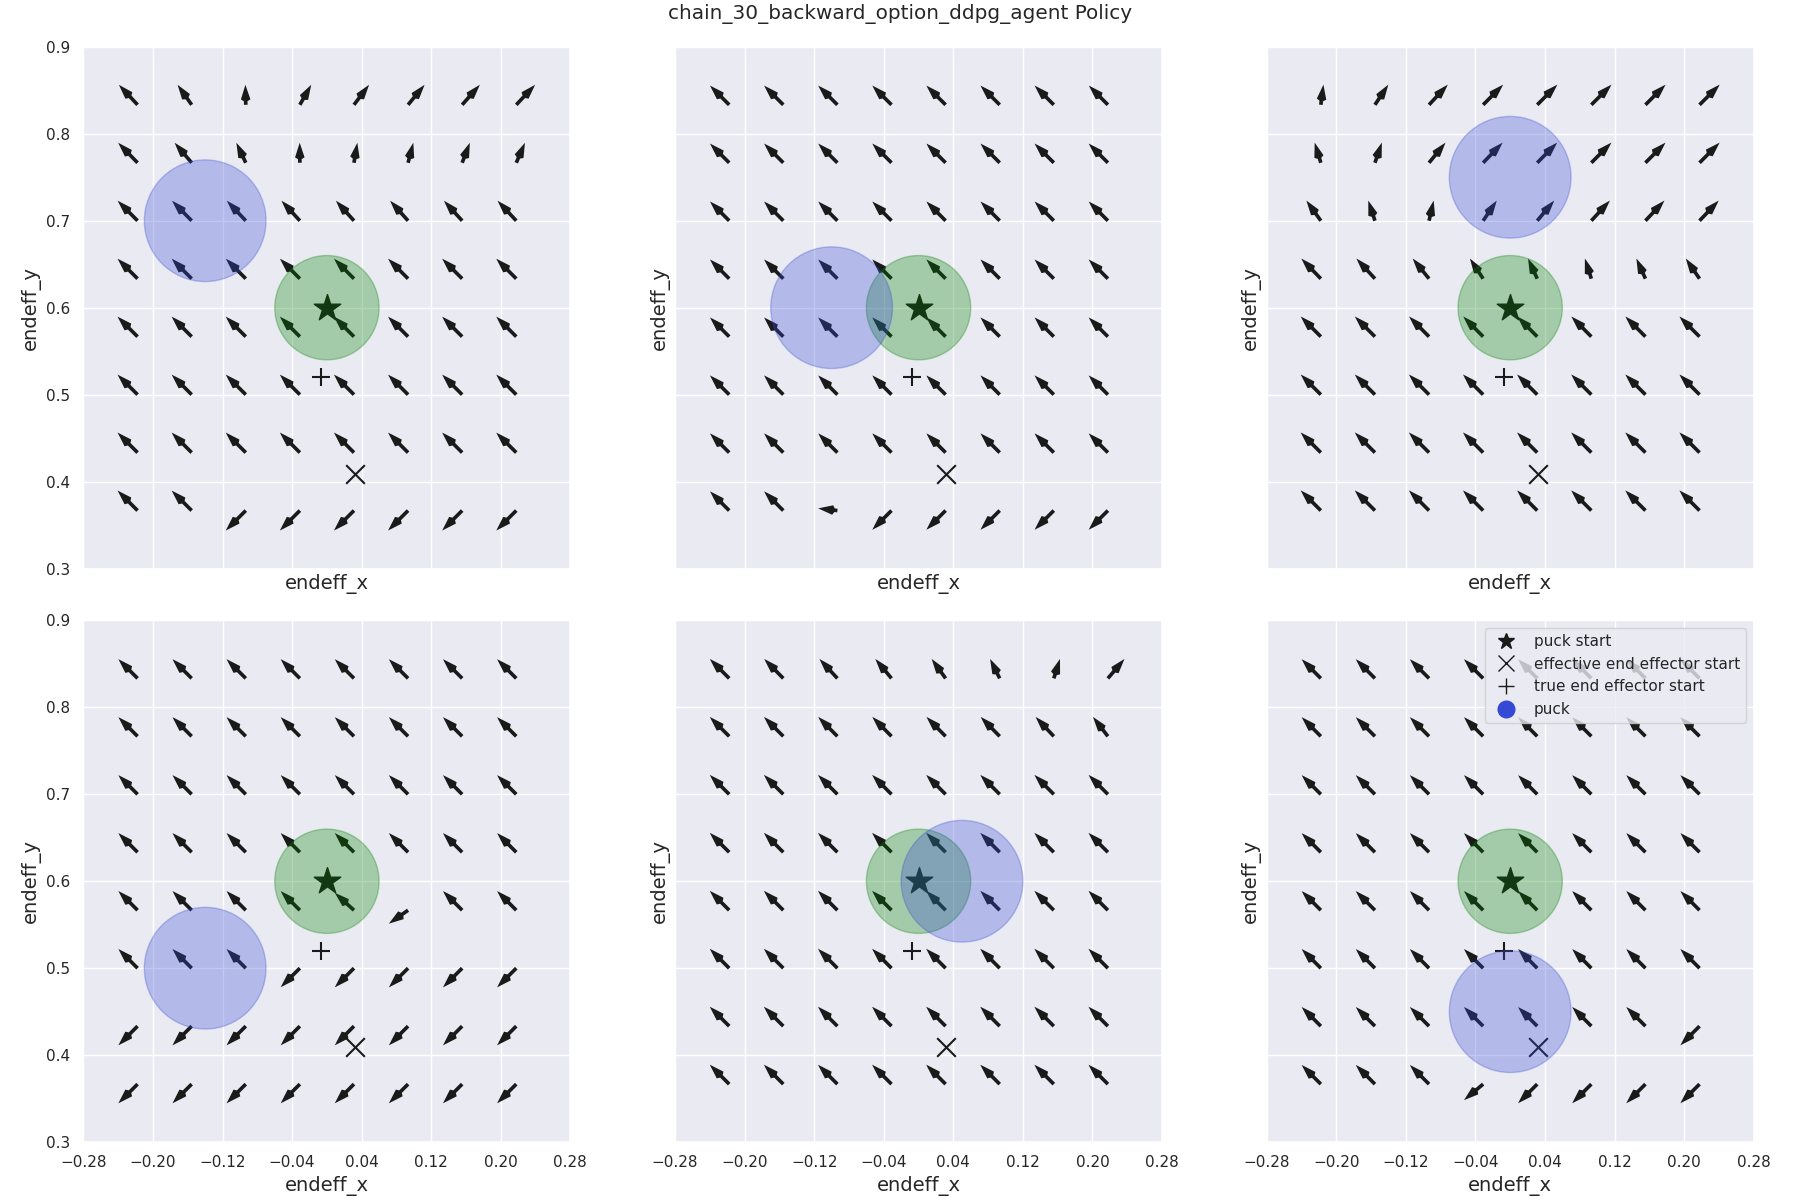 chain_30_backward_option_ddpg_agent Policy
0.9
0.8
0.7
0.6
0.5
0.4
0.3
endeff_y
endeff_x
endeff_y
endeff_x
endeff_y
endeff_x
0.9
0.8
0.7
0.6
0.5
0.4
0.3
endeff_y
−0.28 −0.20 −0.12 −0.04 0.04 0.12 0.20 0.28
endeff_x
endeff_y
−0.28 −0.20 −0.12 −0.04 0.04 0.12 0.20 0.28
endeff_x
endeff_y
puck start
effective end effector start
true end effector start
puck
−0.28 −0.20 −0.12 −0.04 0.04 0.12 0.20 0.28
endeff_x